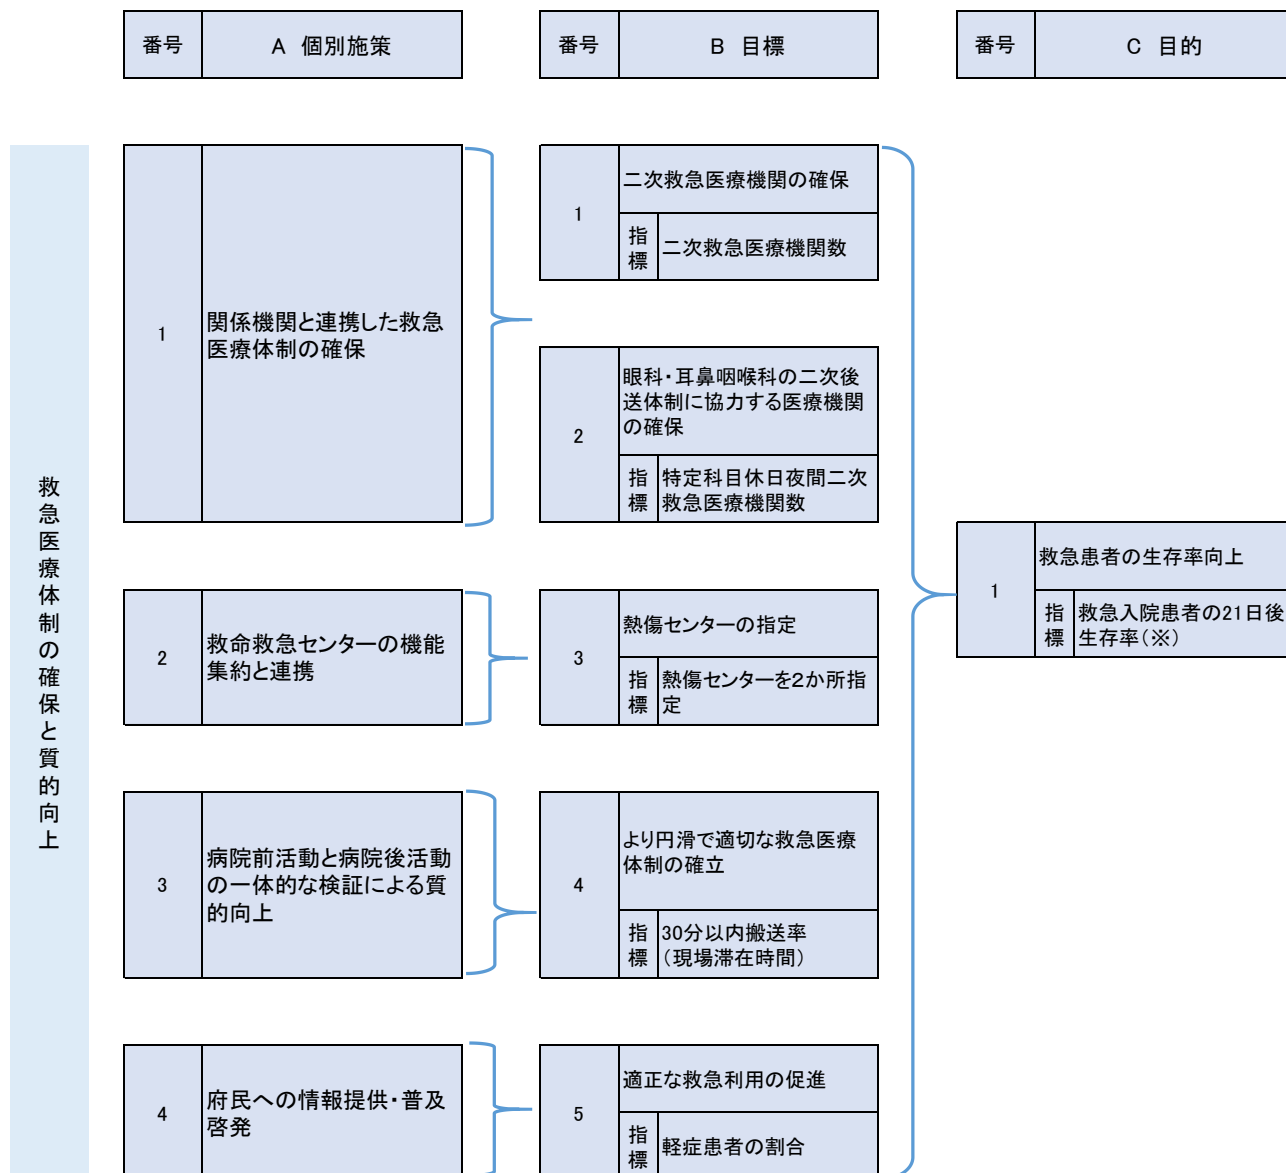 番号
A 個別施策
番号
B 目標
番号
C 目的
救急医療体制の確保と質的向上
1
関係機関と連携した救急
医療体制の確保
2
救命救急センターの機能
集約と連携
3
病院前活動と病院後活動
の一体的な検証による質
的向上
4
府民への情報提供・普及
啓発
1
二次救急医療機関の確保
指標
二次救急医療機関数
2
眼科・耳鼻咽喉科の二次後
送体制に協力する医療機関
の確保
指標
特定科目休日夜間二次
救急医療機関数
3
熱傷センターの指定
指標
熱傷センターを2か所指
定
4
より円滑で適切な救急医療
体制の確立
指標
30分以内搬送率
（現場滞在時間）
5
適正な救急利用の促進
指標
軽症患者の割合
1
救急患者の生存率向上
指標
救急入院患者の21日後
生存率（※）